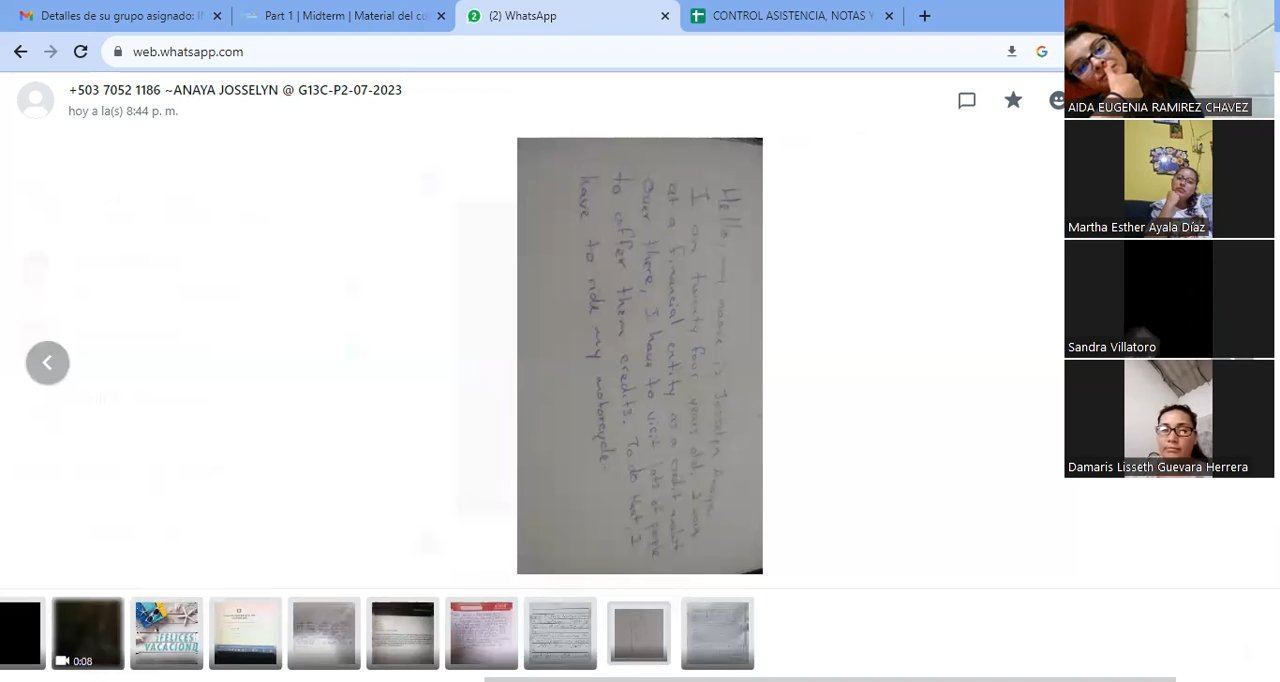 Detalles de su grupo asignado: I
Part 1 | Midterm | Material del cu
(2) WhatsApp
CONTROL ASISTENCIA, NOTAS Y
web.whatsapp.com
+503 7052 1186 ~ANAYA JOSSELYN @ G13C-P2-07-2023
hoy a la(s) 8:44 p. m.
Hello, my name is Josselyn Anaya
I am twenty four years old. I work
at a financial entity as a credit
Over there, I have to visit lots of people
to offer them credits. To do that I
have to ride my motorcycle.
AIDA EUGENIA RAMIREZ CHAVEZ
Martha Esther Ayala Díaz
Sandra Villatoro
Damaris Lisseth Guevara Herrera
0:08
¡FELICES
VACACION